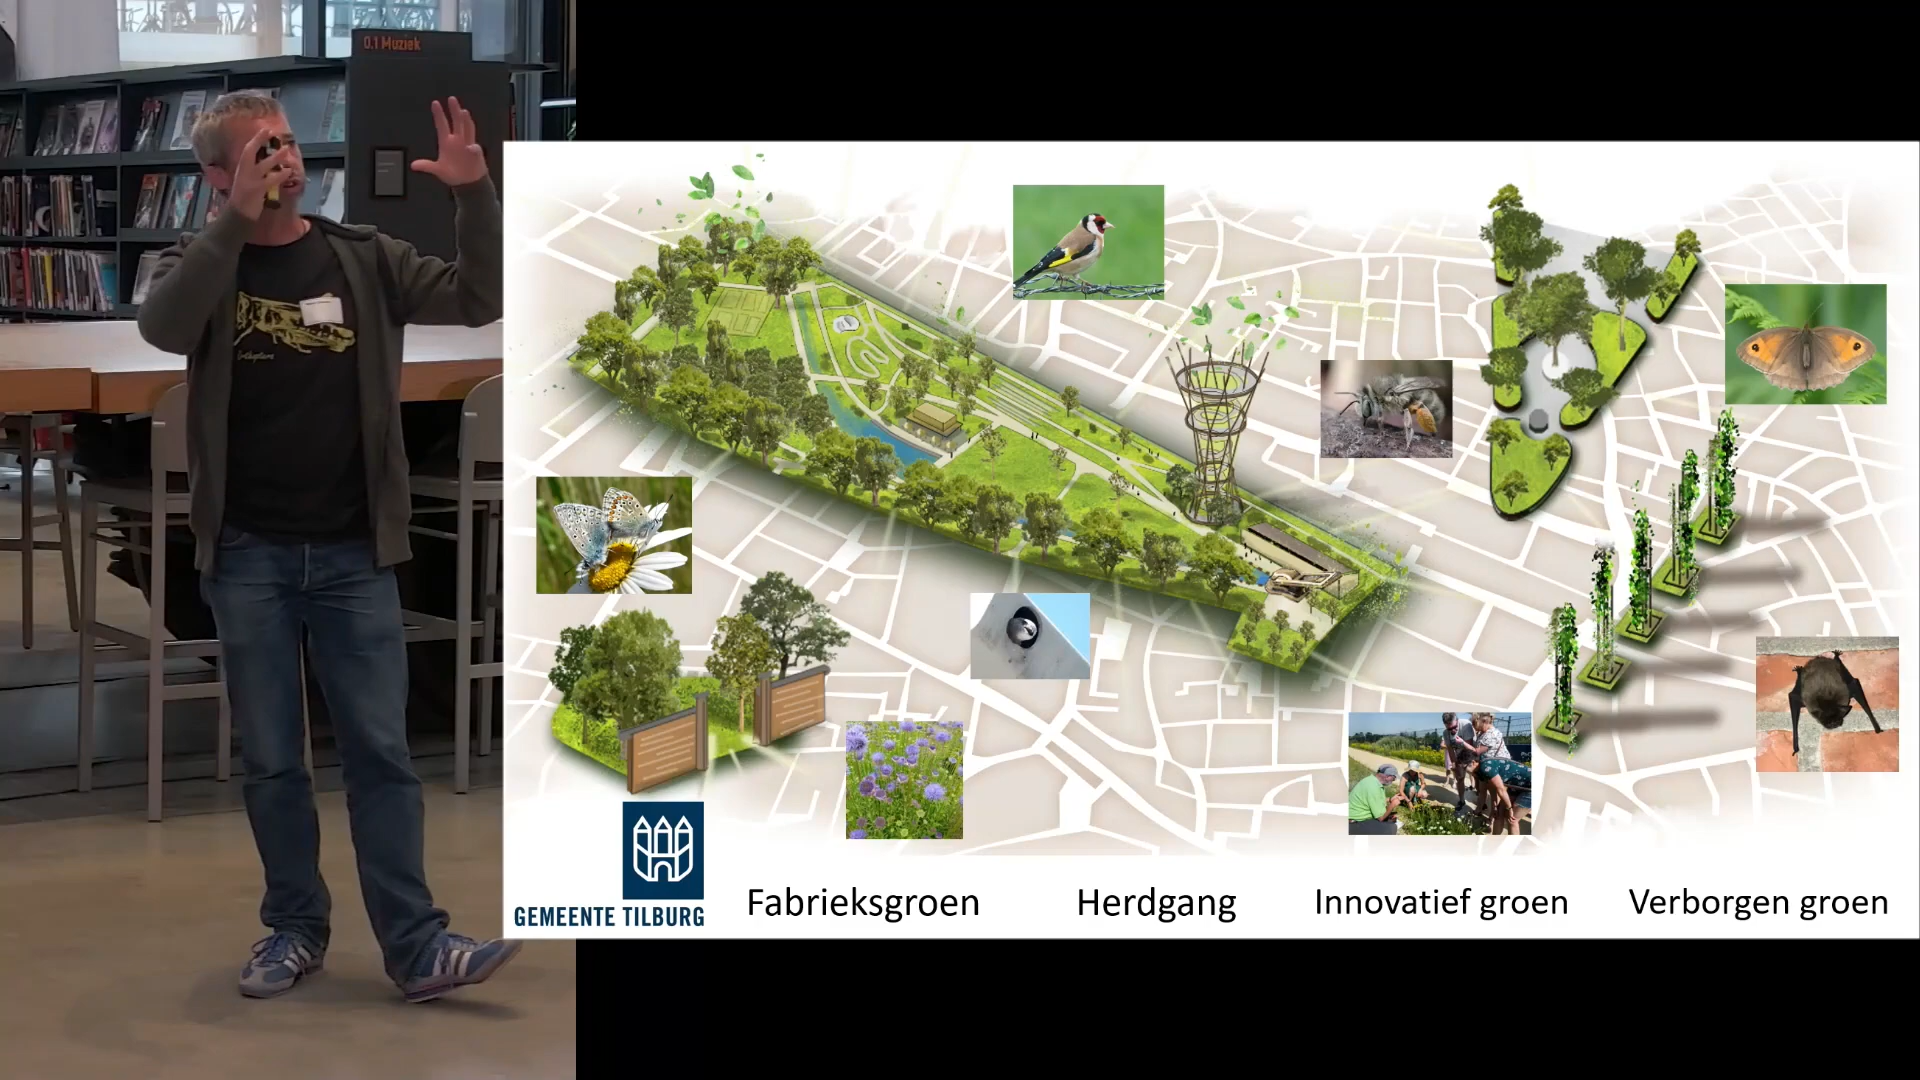 0.1 Muziek
GEMEENTE TILBURG
Fabrieksgroen
Herdgang
Innovatief groen
Verborgen groen